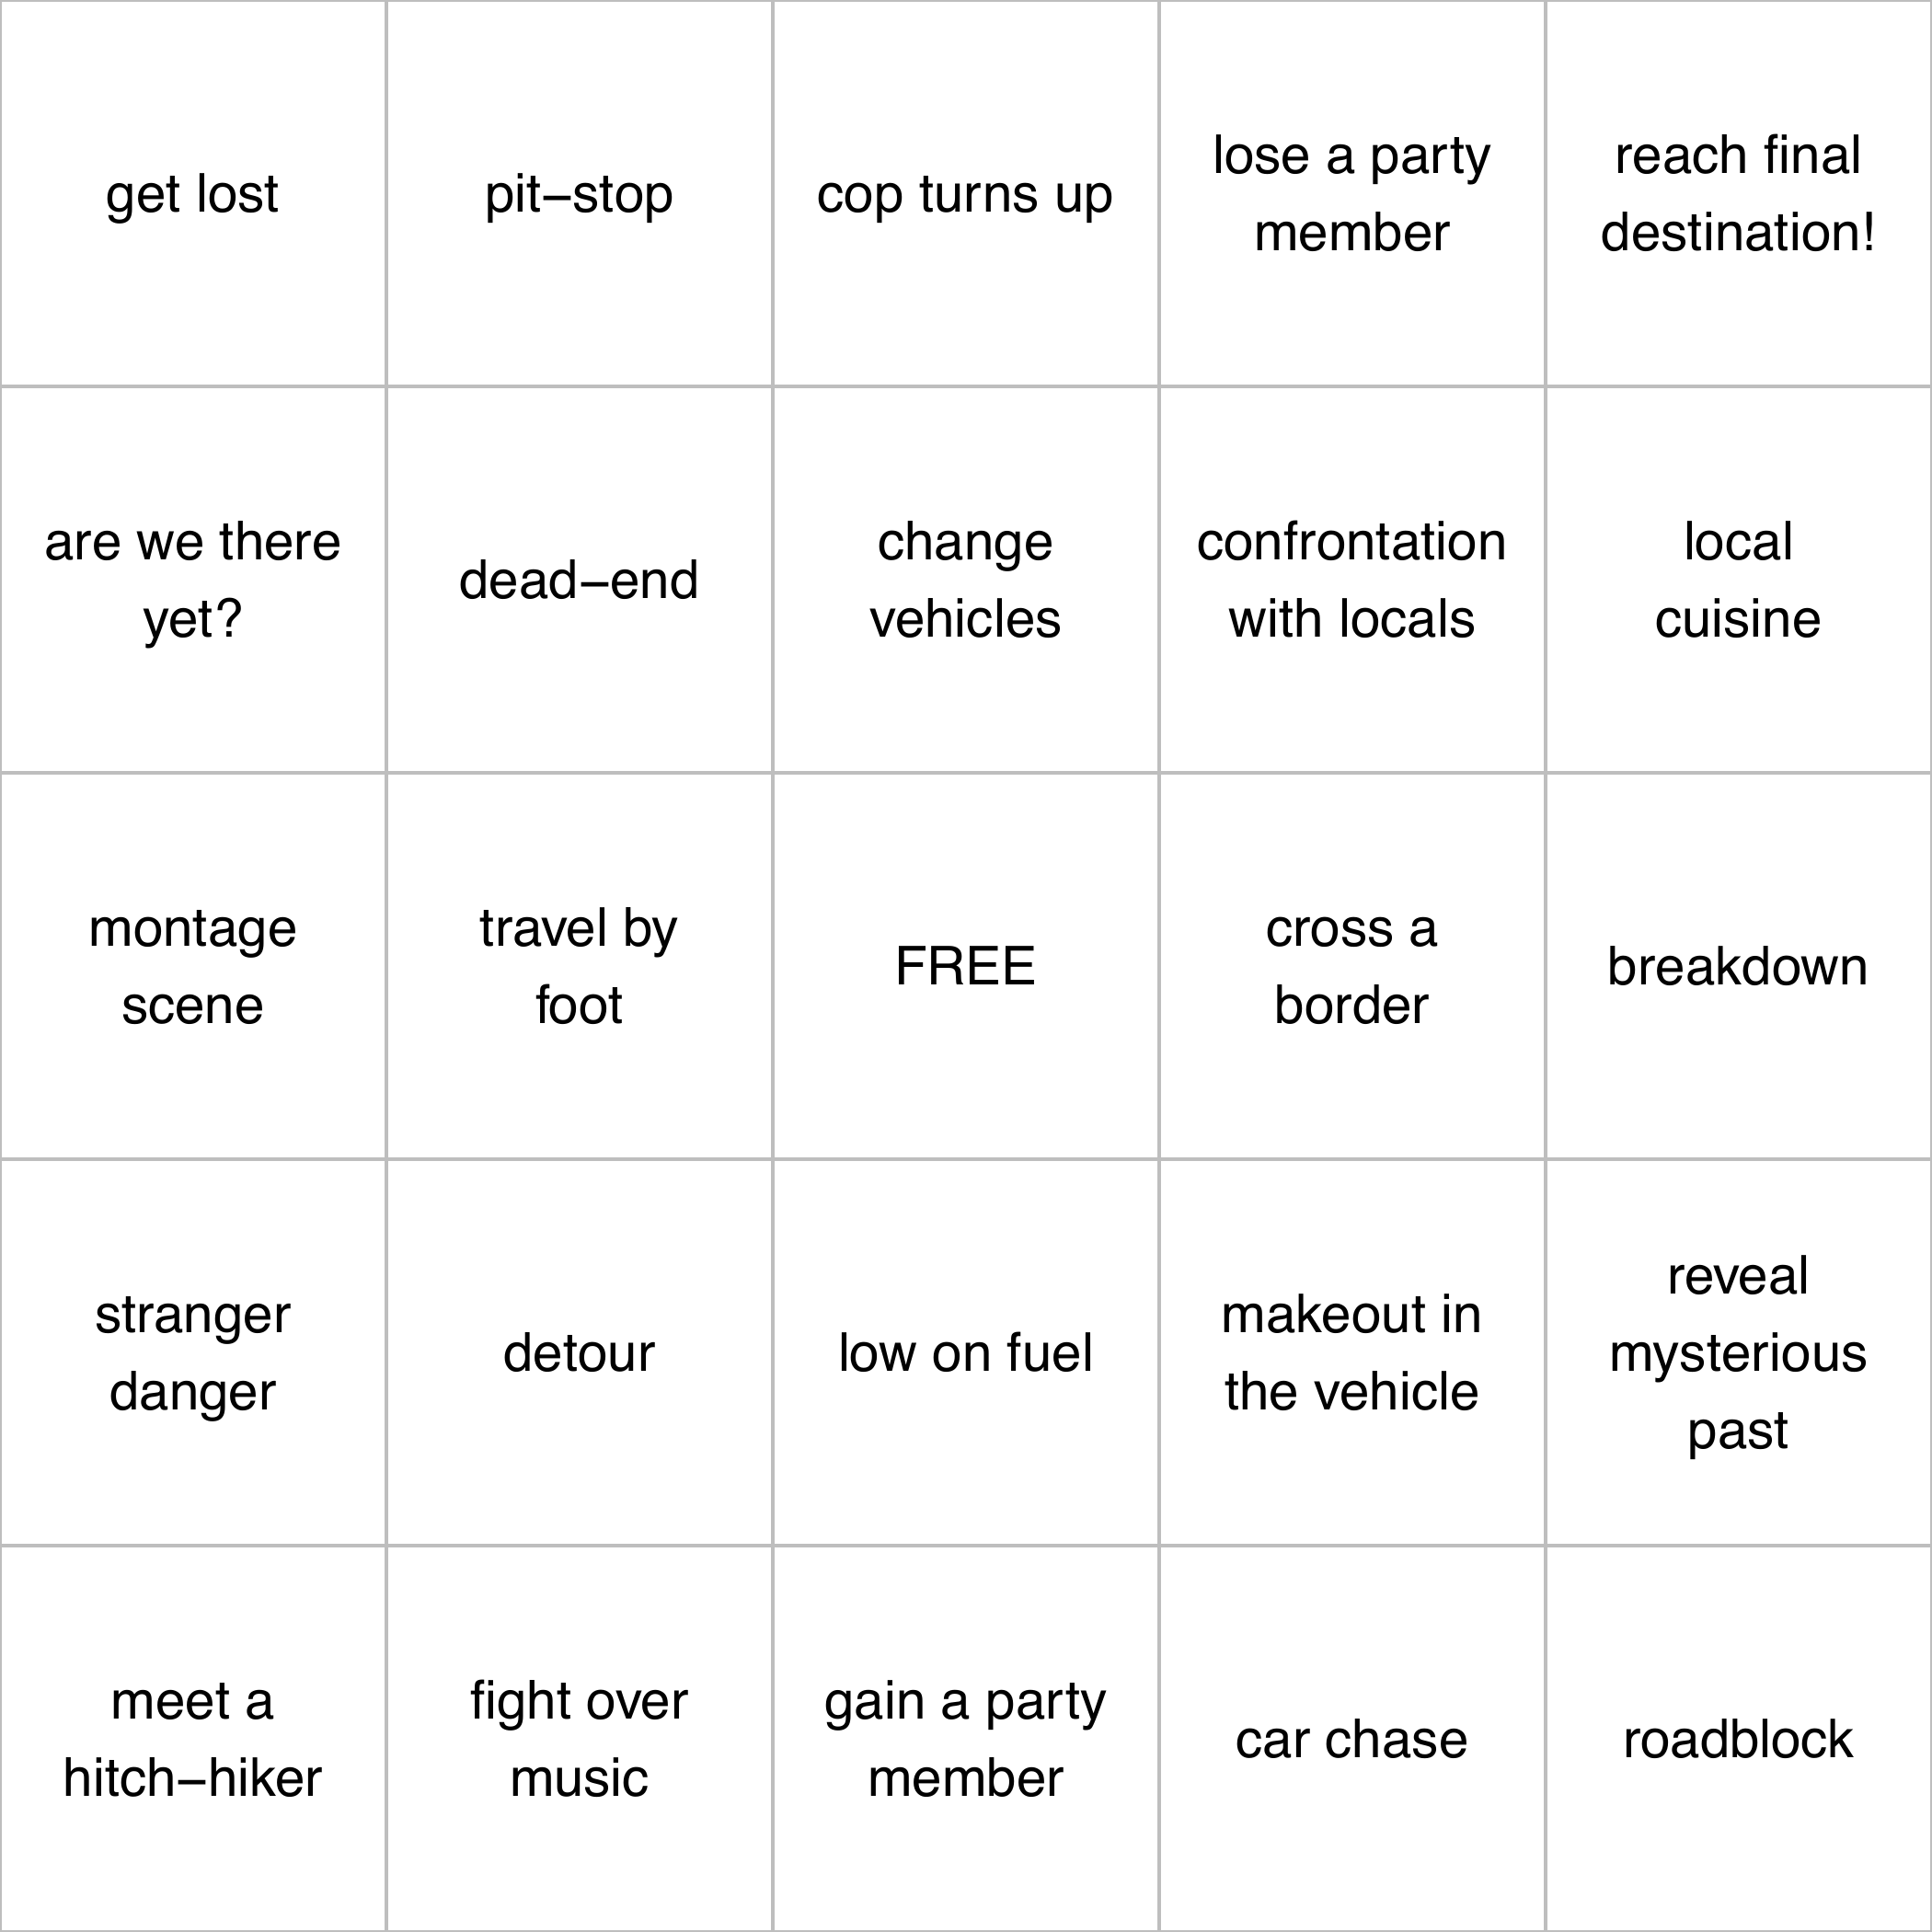 get lost
pit–stop
cop turns up
lose a party
member
reach final
destination!
are we there
yet?
dead–end
change
vehicles
confrontation
with locals
local
cuisine
montage
scene
travel by
foot
FREE
cross a
border
breakdown
stranger
danger
detour
low on fuel
makeout in
the vehicle
reveal
mysterious
past
meet a
hitch–hiker
fight over
music
gain a party
member
car chase
roadblock